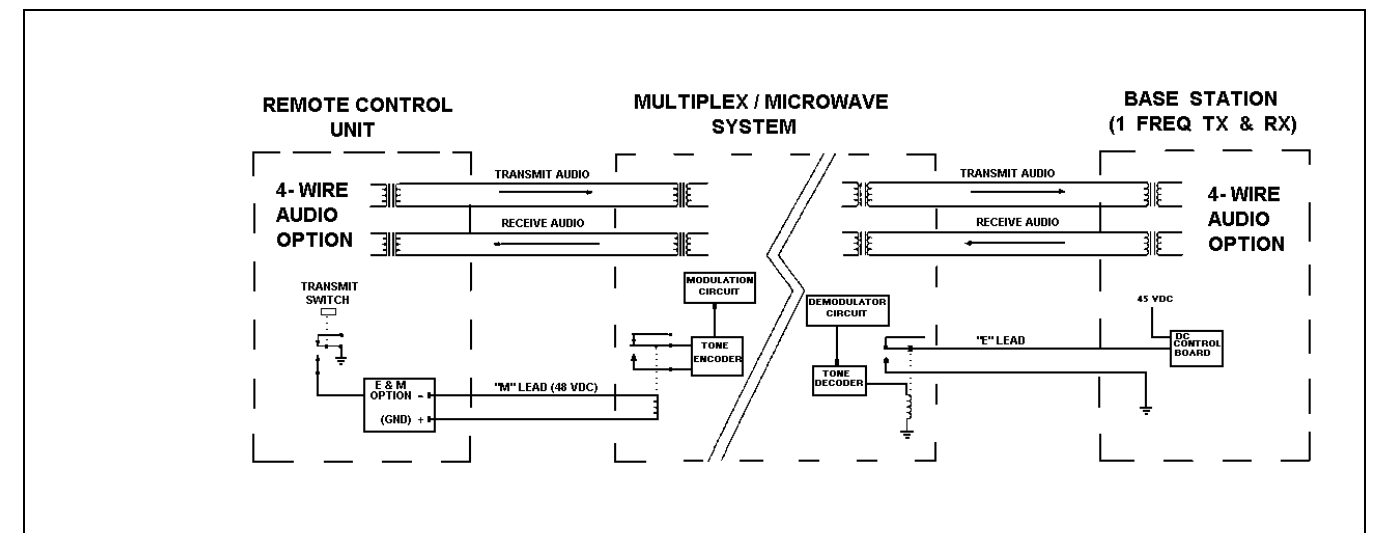 REMOTE CONTROL
UNIT
MULTIPLEX / MICROWAVE
SYSTEM
BASE STATION
(1 FREQ TX & RX)
4- WIRE
AUDIO
OPTION
TRANSMIT AUDIO
RECEIVE AUDIO
TRANSMIT AUDIO
RECEIVE AUDIO
4- WIRE
AUDIO
OPTION
TRANSMIT
SWITCH
MODULATION
CIRCUIT
TONE
ENCODER
DEMODULATOR
CIRCUIT
TONE
DECODER
"E" LEAD
45 VDC
DC
CONTROL
BOARD
E & M
OPTION -
(GND) +
"M" LEAD (48 VDC)